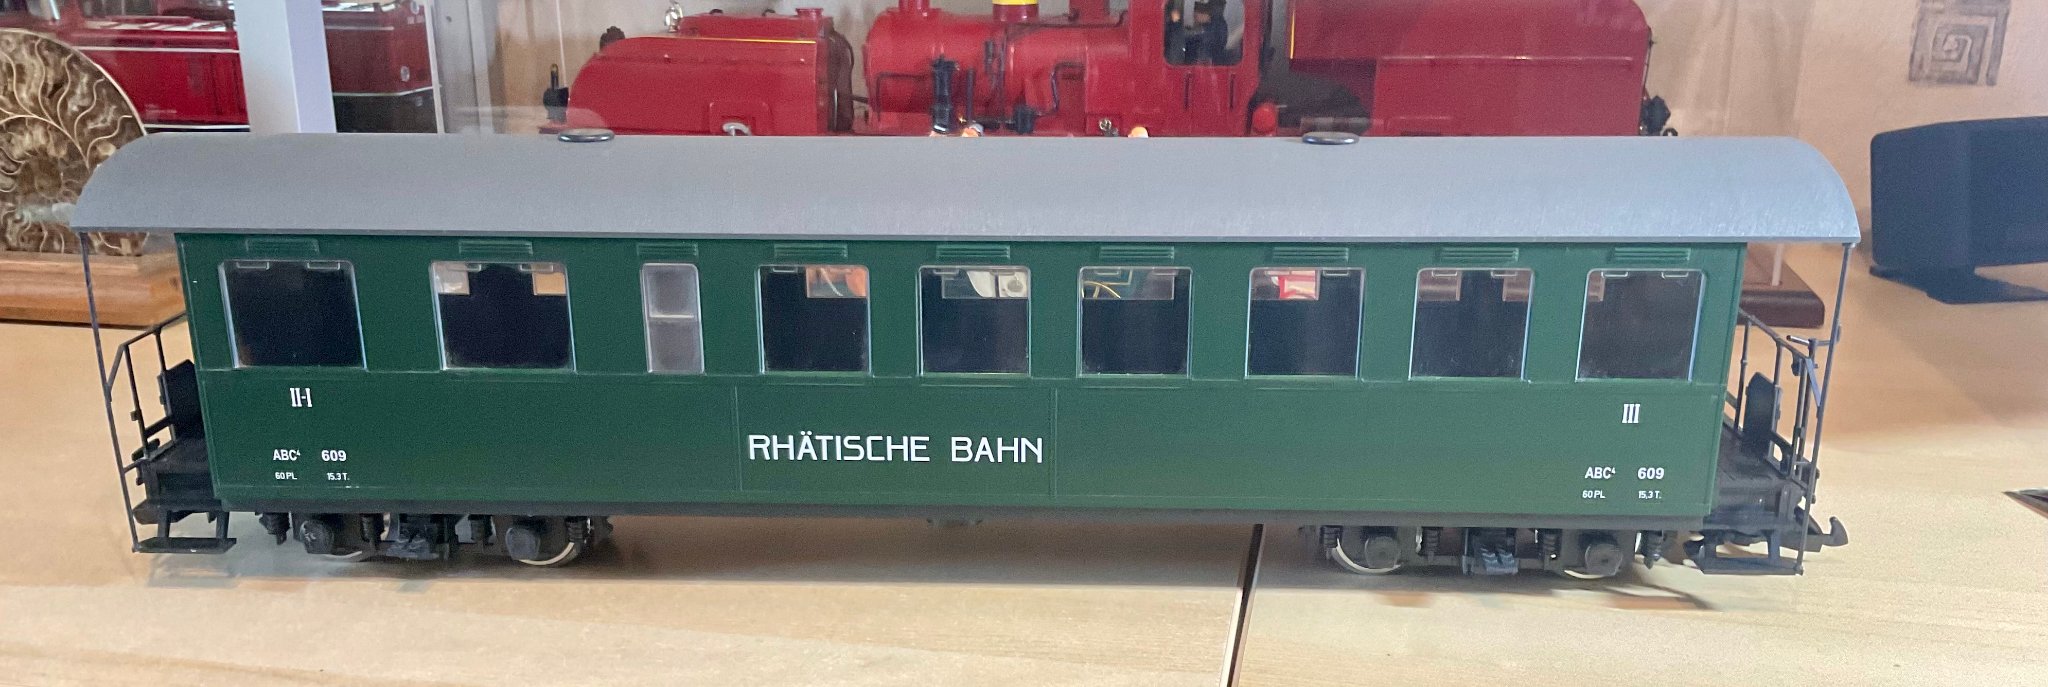 II-I
III
RHÄTISCHE BAHN
ABC⁴ 609
60 PL 15.3 T.
ABC⁴ 609
60 PL 15,3 T.